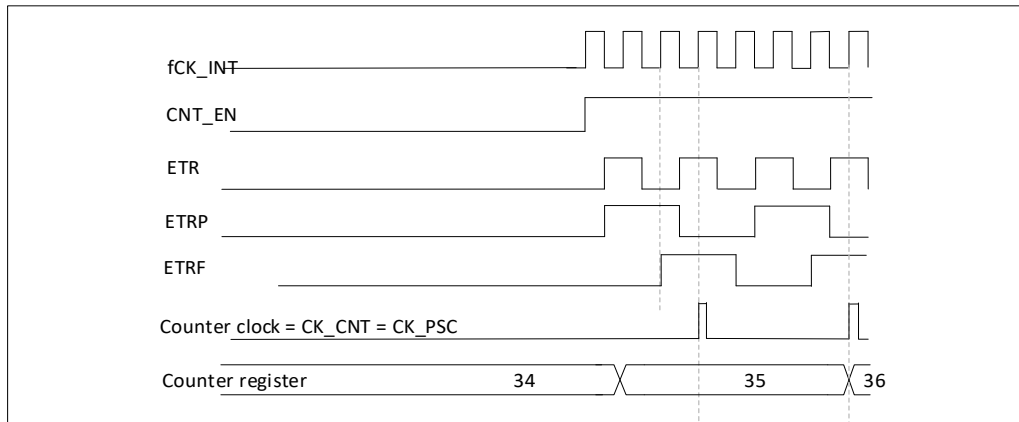 fCK_INT
CNT_EN
ETR
ETRP
ETRF
Counter clock = CK_CNT = CK_PSC
Counter register 34 35 36